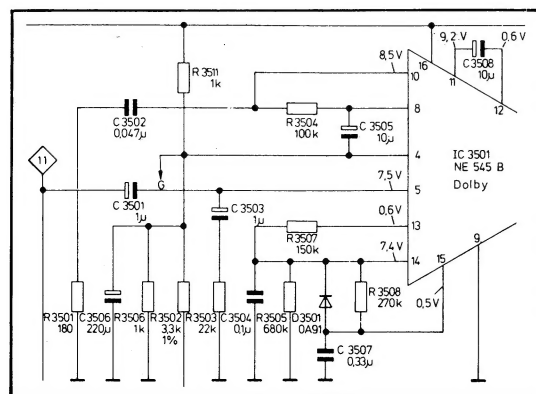 9,2 V
0,6 V
C 3508
10µ
16
11
12
R 3511
1k
8,5 V
10
C 3502
0,047µ
8
R 3504
100k
C 3505
10µ
IC 3501
NE 545 B
Dolby
4
11
G
7,5 V
5
C 3501
1µ
C 3503
1µ
0,6 V
13
R 3507
150k
7,4 V
14
15
9
R 3508
270k
0,5 V
R 3501
180
C 3506
220µ
R 3506
1k
R 3502
3,3k
1%
R 3503
22k
C 3504
0,1µ
R 3505
680k
D 3501
0A91
C 3507
0,33µ